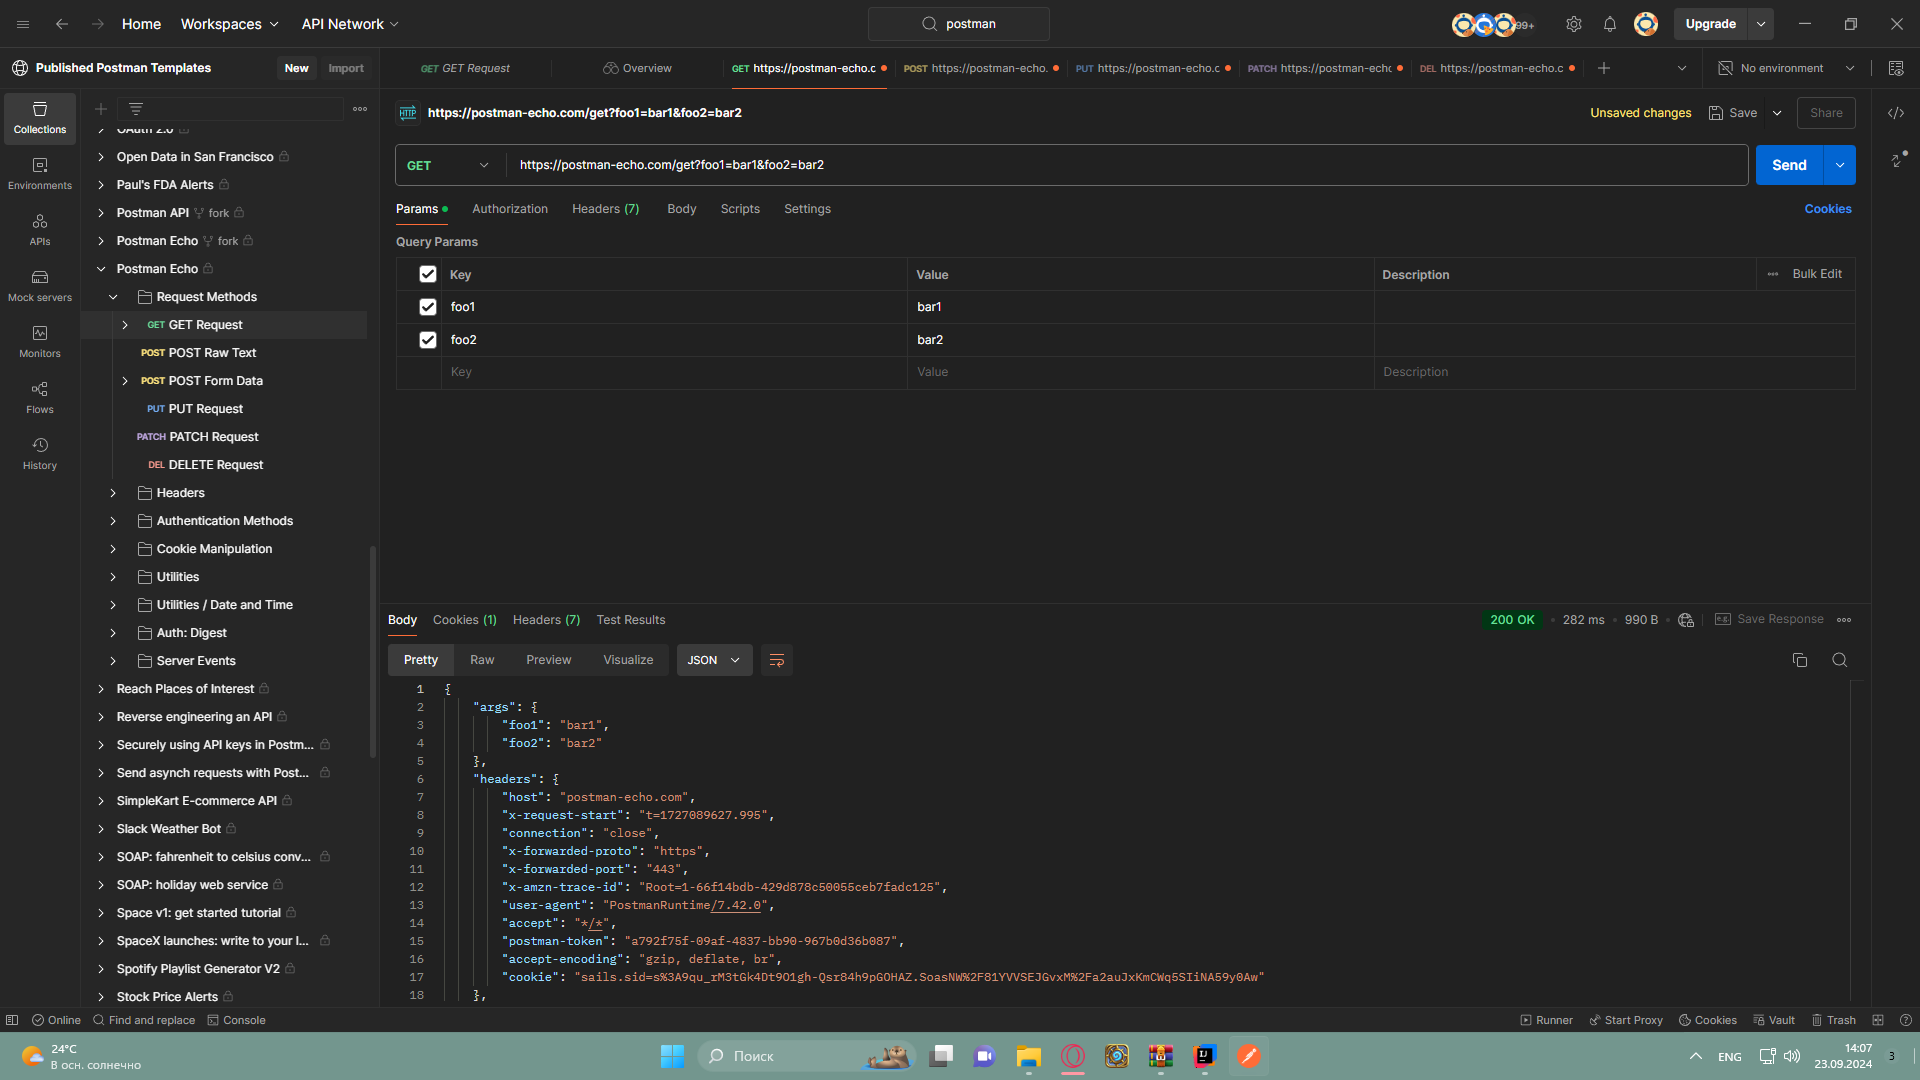 Home
Workspaces
API Network
postman
99+
Upgrade
Published Postman Templates
New
Import
GET GET Request
Overview
GET https://postman-echo.c
POST https://postman-echo.
PUT https://postman-echo.c
PATCH https://postman-echc
DEL https://postman-echo.c
No environment
Collections
Environments
APIs
Mock servers
Monitors
Flows
History
OAuth 2.0
Open Data in San Francisco
Paul's FDA Alerts
Postman API fork
Postman Echo fork
Postman Echo
Request Methods
GET GET Request
POST POST Raw Text
POST POST Form Data
PUT PUT Request
PATCH PATCH Request
DEL DELETE Request
Headers
Authentication Methods
Cookie Manipulation
Utilities
Utilities / Date and Time
Auth: Digest
Server Events
Reach Places of Interest
Reverse engineering an API
Securely using API keys in Postm...
Send asynch requests with Post...
SimpleKart E-commerce API
Slack Weather Bot
SOAP: fahrenheit to celsius conv...
SOAP: holiday web service
Space v1: get started tutorial
SpaceX launches: write to your l...
Spotify Playlist Generator V2
Stock Price Alerts
HTTP https://postman-echo.com/get?foo1=bar1&foo2=bar2
Unsaved changes
Save
Share
GET
https://postman-echo.com/get?foo1=bar1&foo2=bar2
Send
Params
Authorization
Headers (7)
Body
Scripts
Settings
Cookies
Query Params
Key Value Description Bulk Edit
foo1 bar1
foo2 bar2
Key Value Description
Body
Cookies (1)
Headers (7)
Test Results
200 OK
282 ms
990 B
Save Response
Pretty
Raw
Preview
Visualize
JSON
1 {
2 "args": {
3 "foo1": "bar1",
4 "foo2": "bar2"
5 },
6 "headers": {
7 "host": "postman-echo.com",
8 "x-request-start": "t=1727089627.995",
9 "connection": "close",
10 "x-forwarded-proto": "https",
11 "x-forwarded-port": "443",
12 "x-amzn-trace-id": "Root=1-66f14bdb-429d878c50055ceb7fadc125",
13 "user-agent": "PostmanRuntime/7.42.0",
14 "accept": "*/*",
15 "postman-token": "a792f75f-09af-4837-bb90-967b0d36b087",
16 "accept-encoding": "gzip, deflate, br",
17 "cookie": "sails.sid=s%3A9qu_rM3tGk4Dt9O1gh-Qsr84h9pGOHAZ.SoasNW%2F81YVVSEJGvxM%2Fa2auJxKmCWq5SIiNA59y0Aw"
18 },
Online
Find and replace
Console
Runner
Start Proxy
Cookies
Vault
Trash
24°C
В осн. солнечно
Поиск
ENG
14:07
23.09.2024
3